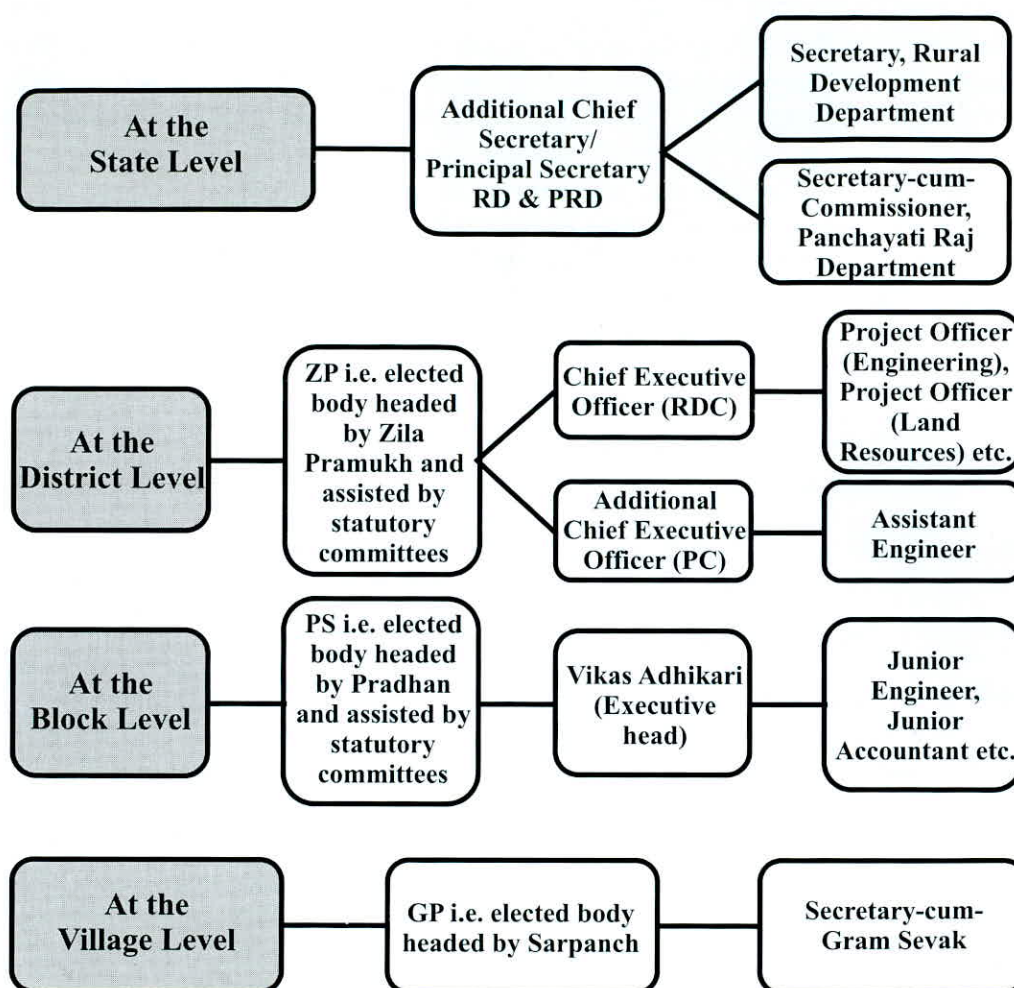 At the
State Level
Additional Chief
Secretary/
Principal Secretary
RD & PRD
Secretary, Rural
Development
Department
Secretary-cum-
Commissioner,
Panchayati Raj
Department
At the
District Level
ZP i.e. elected
body headed
by Zila
Pramukh and
assisted by
statutory
committees
Chief Executive
Officer (RDC)
Project Officer
(Engineering),
Project Officer
(Land
Resources) etc.
Additional
Chief Executive
Officer (PC)
Assistant
Engineer
At the
Block Level
PS i.e. elected
body headed
by Pradhan
and assisted by
statutory
committees
Vikas Adhikari
(Executive
head)
Junior
Engineer,
Junior
Accountant etc.
At the
Village Level
GP i.e. elected body
headed by Sarpanch
Secretary-cum-
Gram Sevak